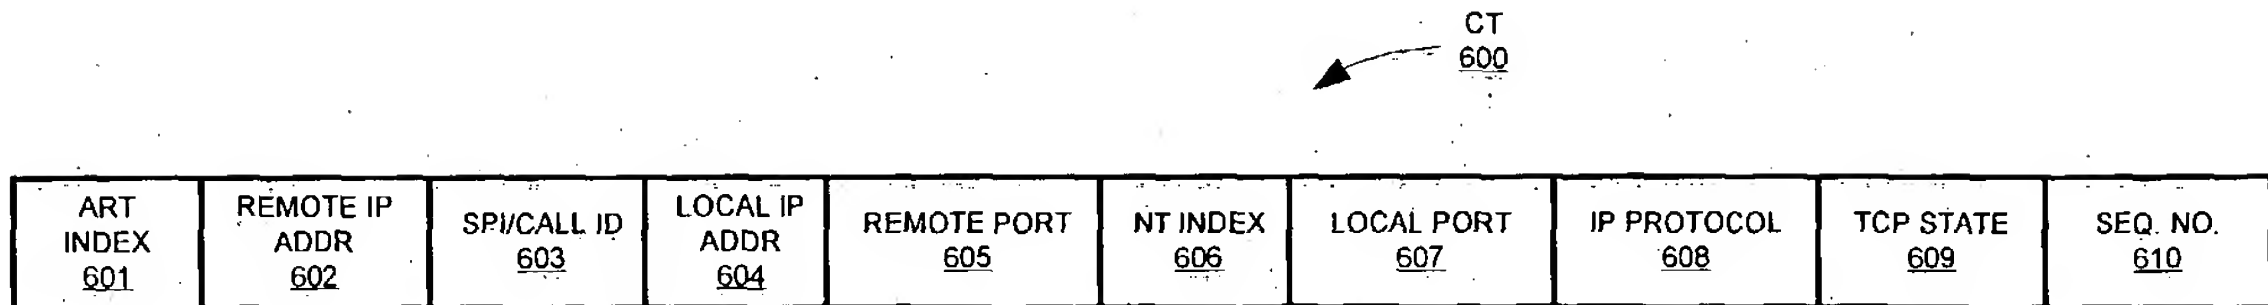 CT
600
ART
INDEX
601
REMOTE IP
ADDR
602
SPI/CALL ID
603
LOCAL IP
ADDR
604
REMOTE PORT
605
NT INDEX
606
LOCAL PORT
607
IP PROTOCOL
608
TCP STATE
609
SEQ. NO.
610